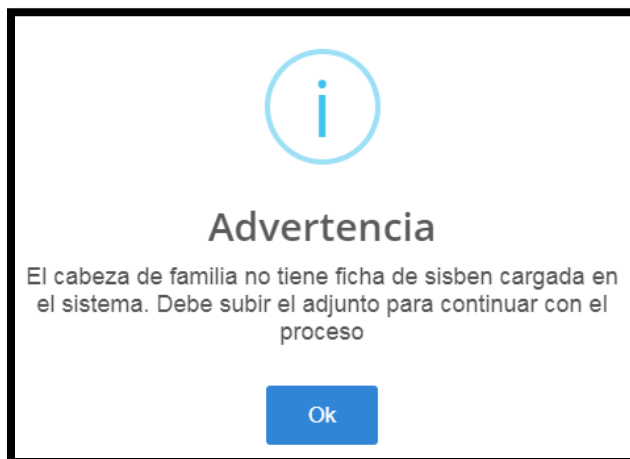 Advertencia
El cabeza de familia no tiene ficha de sisben cargada en
el sistema. Debe subir el adjunto para continuar con el
proceso
Ok